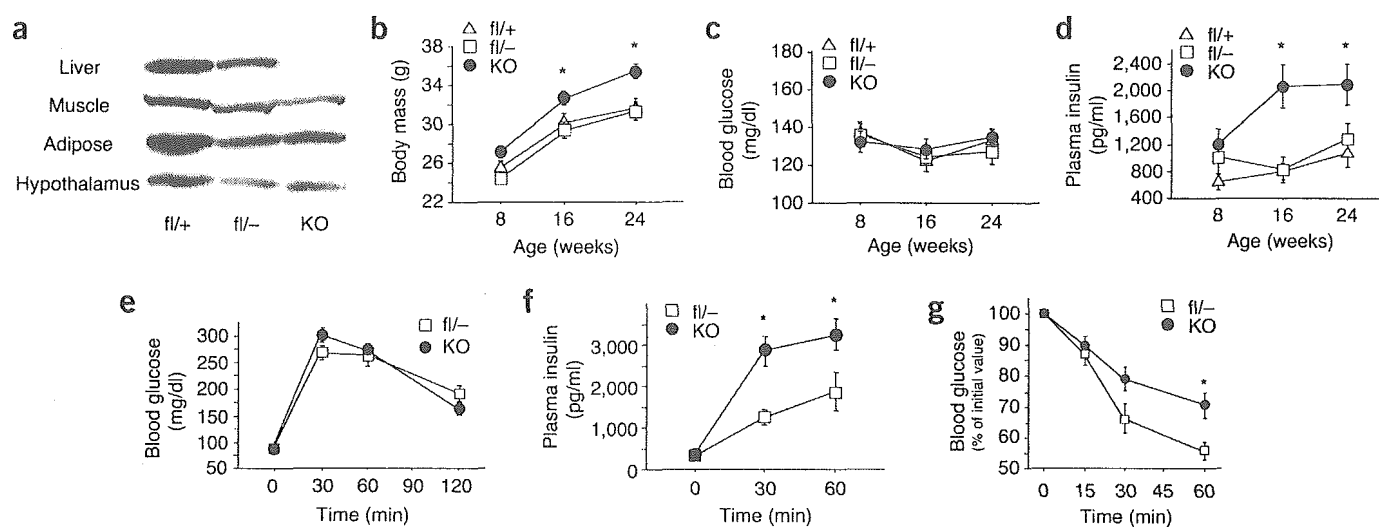 a
Liver
Muscle
Adipose
Hypothalamus
fl/+ fl/– KO
b
fl/+
fl/–
KO
Body mass (g)
38
34
30
26
22
* *
8 16 24
Age (weeks)
c
fl/+
fl/–
KO
Blood glucose
(mg/dl)
180
160
140
120
100
8 16 24
Age (weeks)
d
fl/+
fl/–
KO
Plasma insulin
(pg/ml)
2,400
2,000
1,600
1,200
800
400
* *
8 16 24
Age (weeks)
e
fl/–
KO
Blood glucose
(mg/dl)
300
250
200
150
100
50
0 30 60 90 120
Time (min)
f
fl/–
KO
Plasma insulin
(pg/ml)
3,000
2,000
1,000
0
* *
0 30 60
Time (min)
g
fl/–
KO
Blood glucose
(% of initial value)
100
90
80
70
60
50
*
0 15 30 45 60
Time (min)